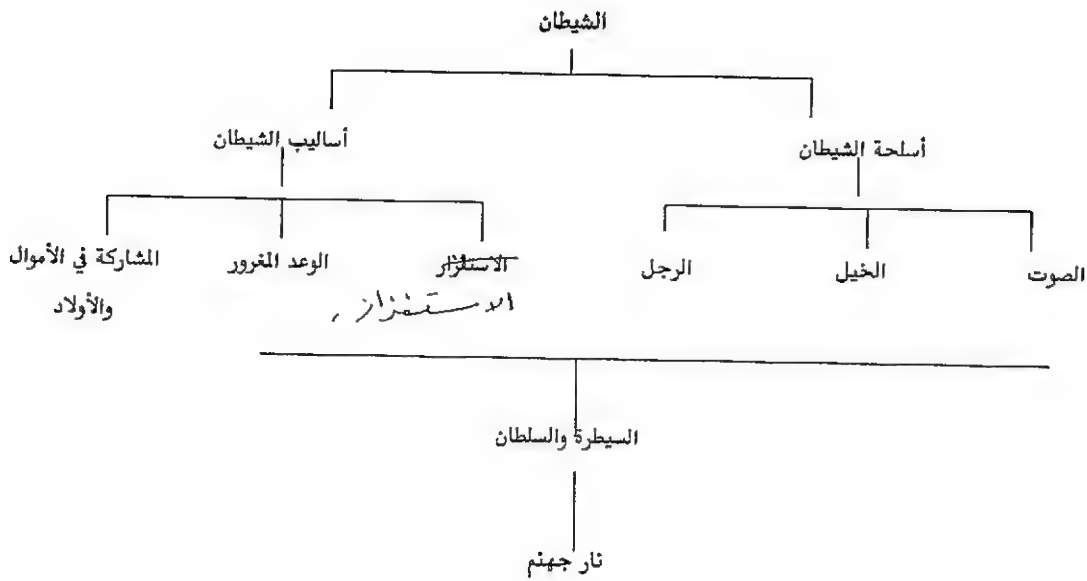 الشيطان
أسلحة الشيطان
أساليب الشيطان
الصوت
الخيل
الرجل
الاستلزار
الوعد المغرور
المشاركة في الأموال
والأولاد
الاستفزاز
السيطرة والسلطان
نار جهنم